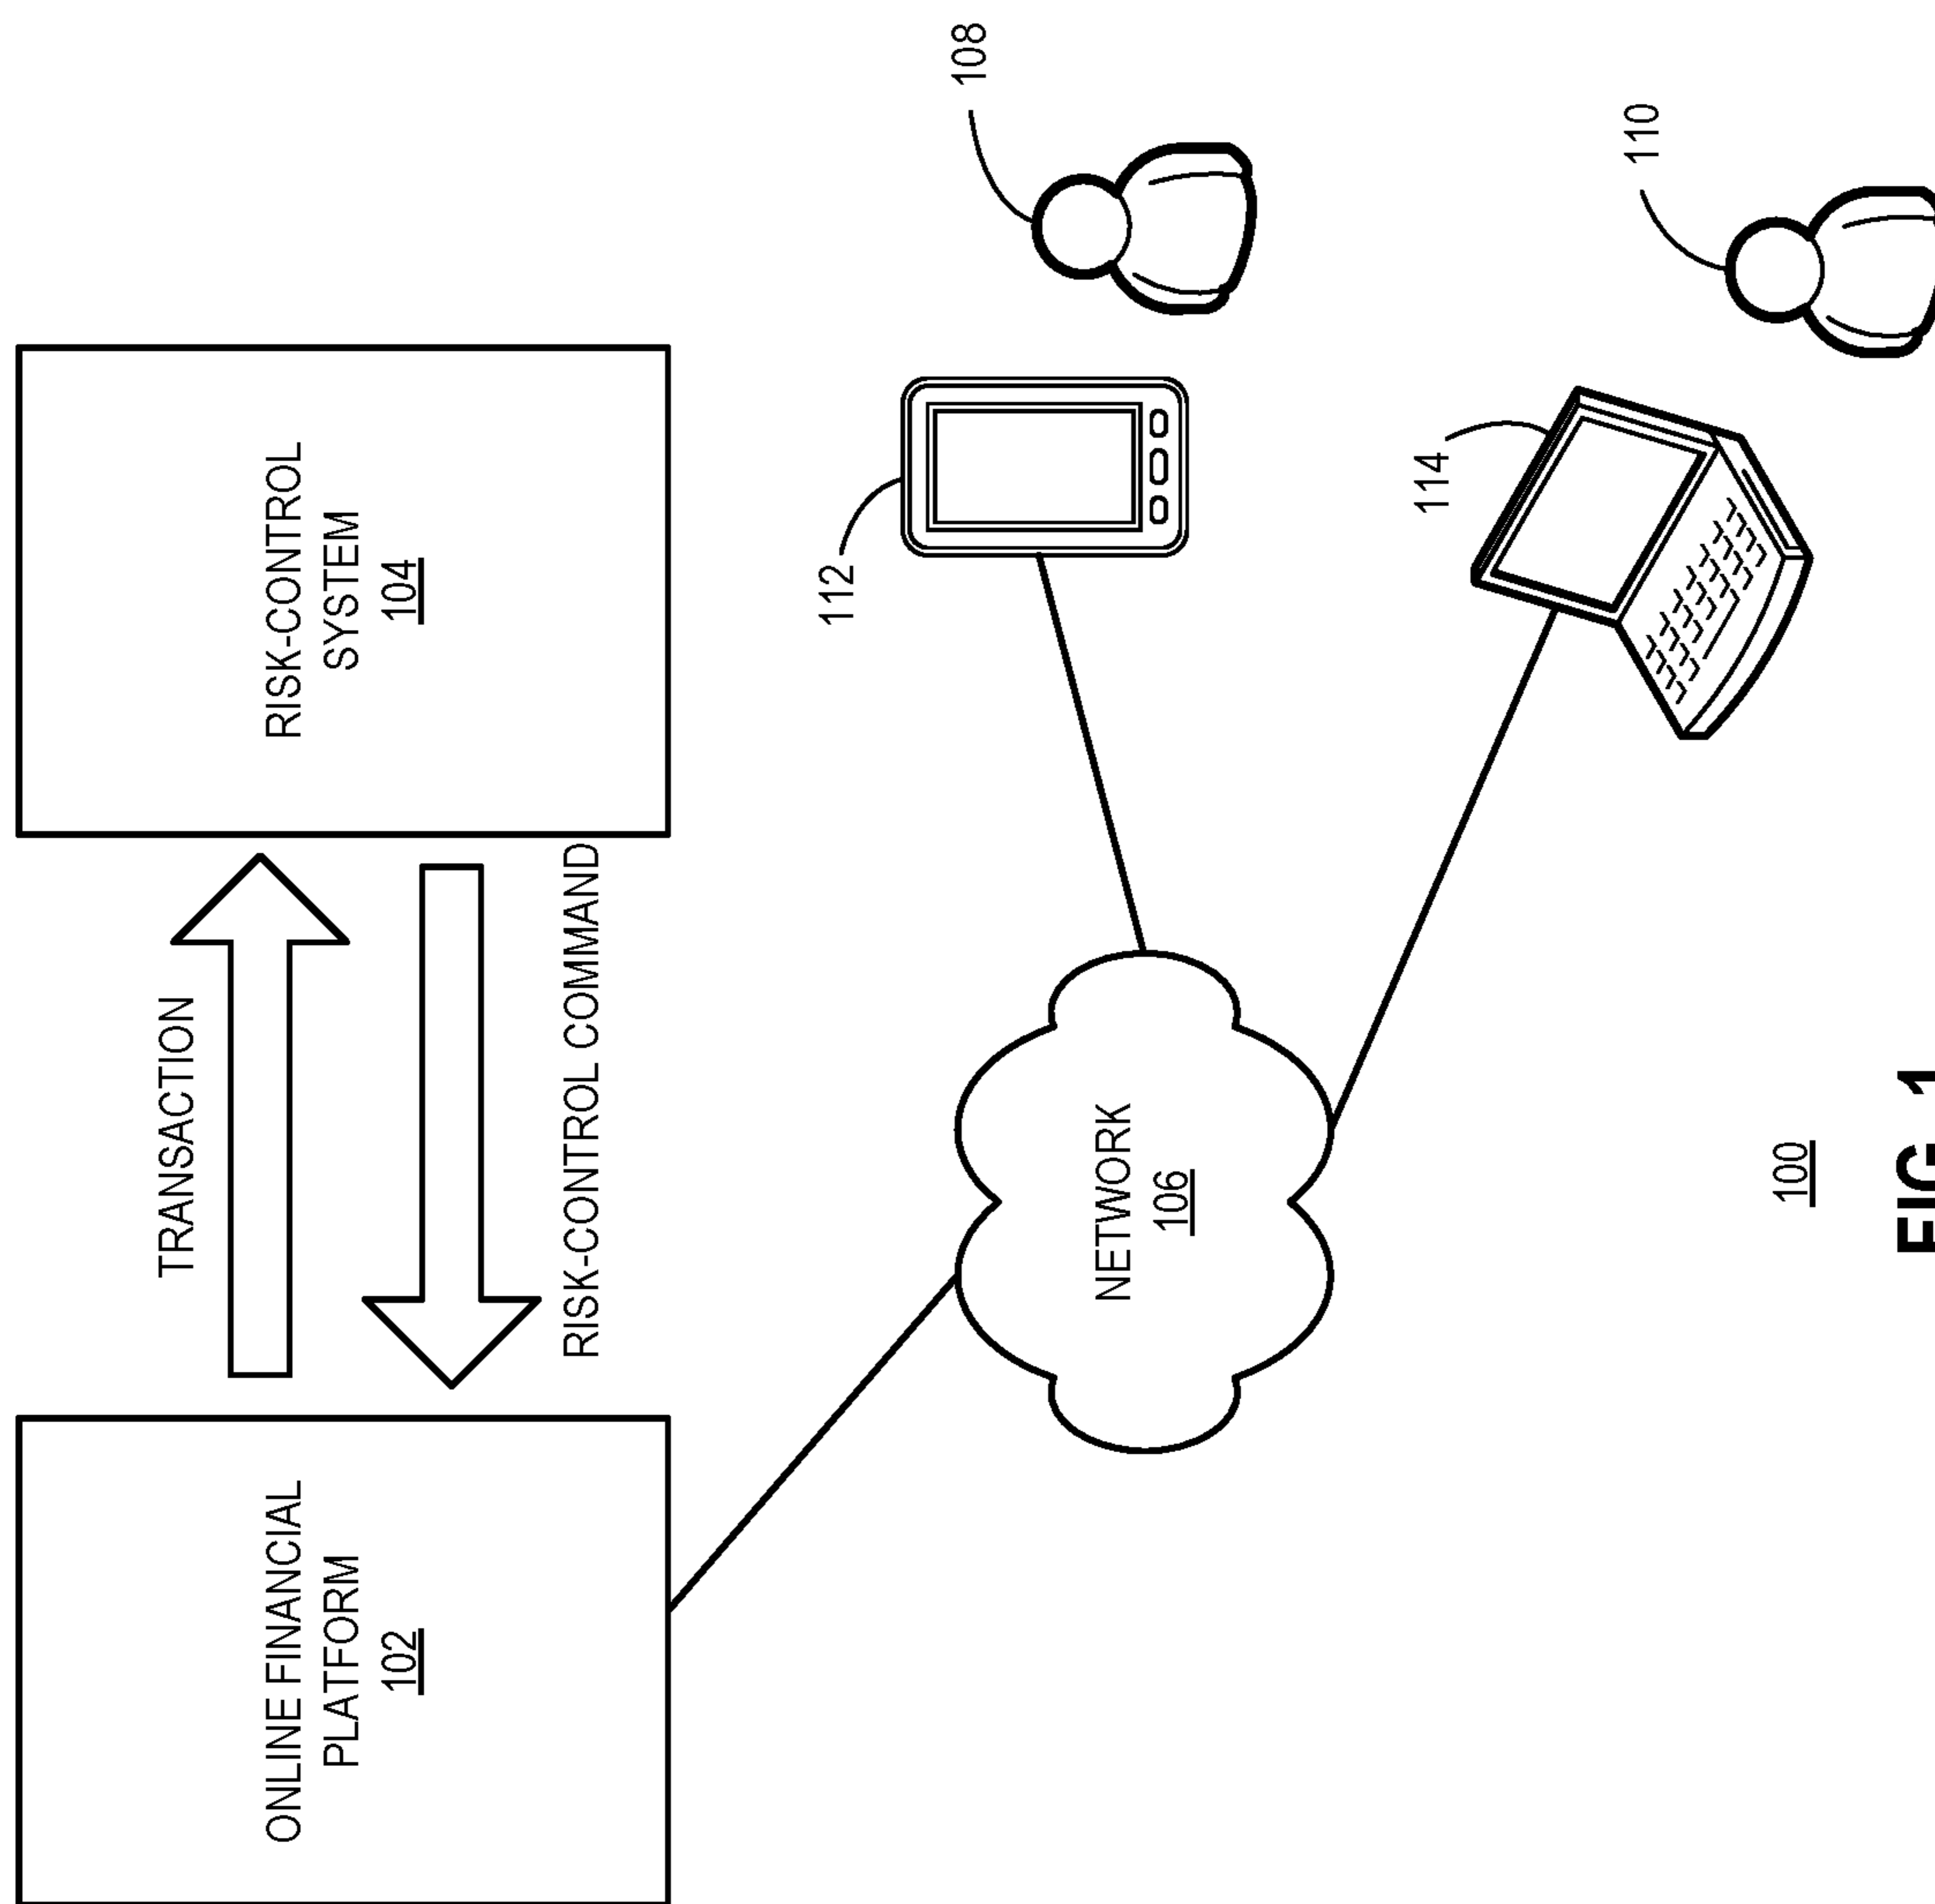 ONLINE FINANCIAL
PLATFORM
102
TRANSACTION
RISK-CONTROL COMMAND
RISK-CONTROL
SYSTEM
104
NETWORK
106
112
108
114
110
100
FIG. 1